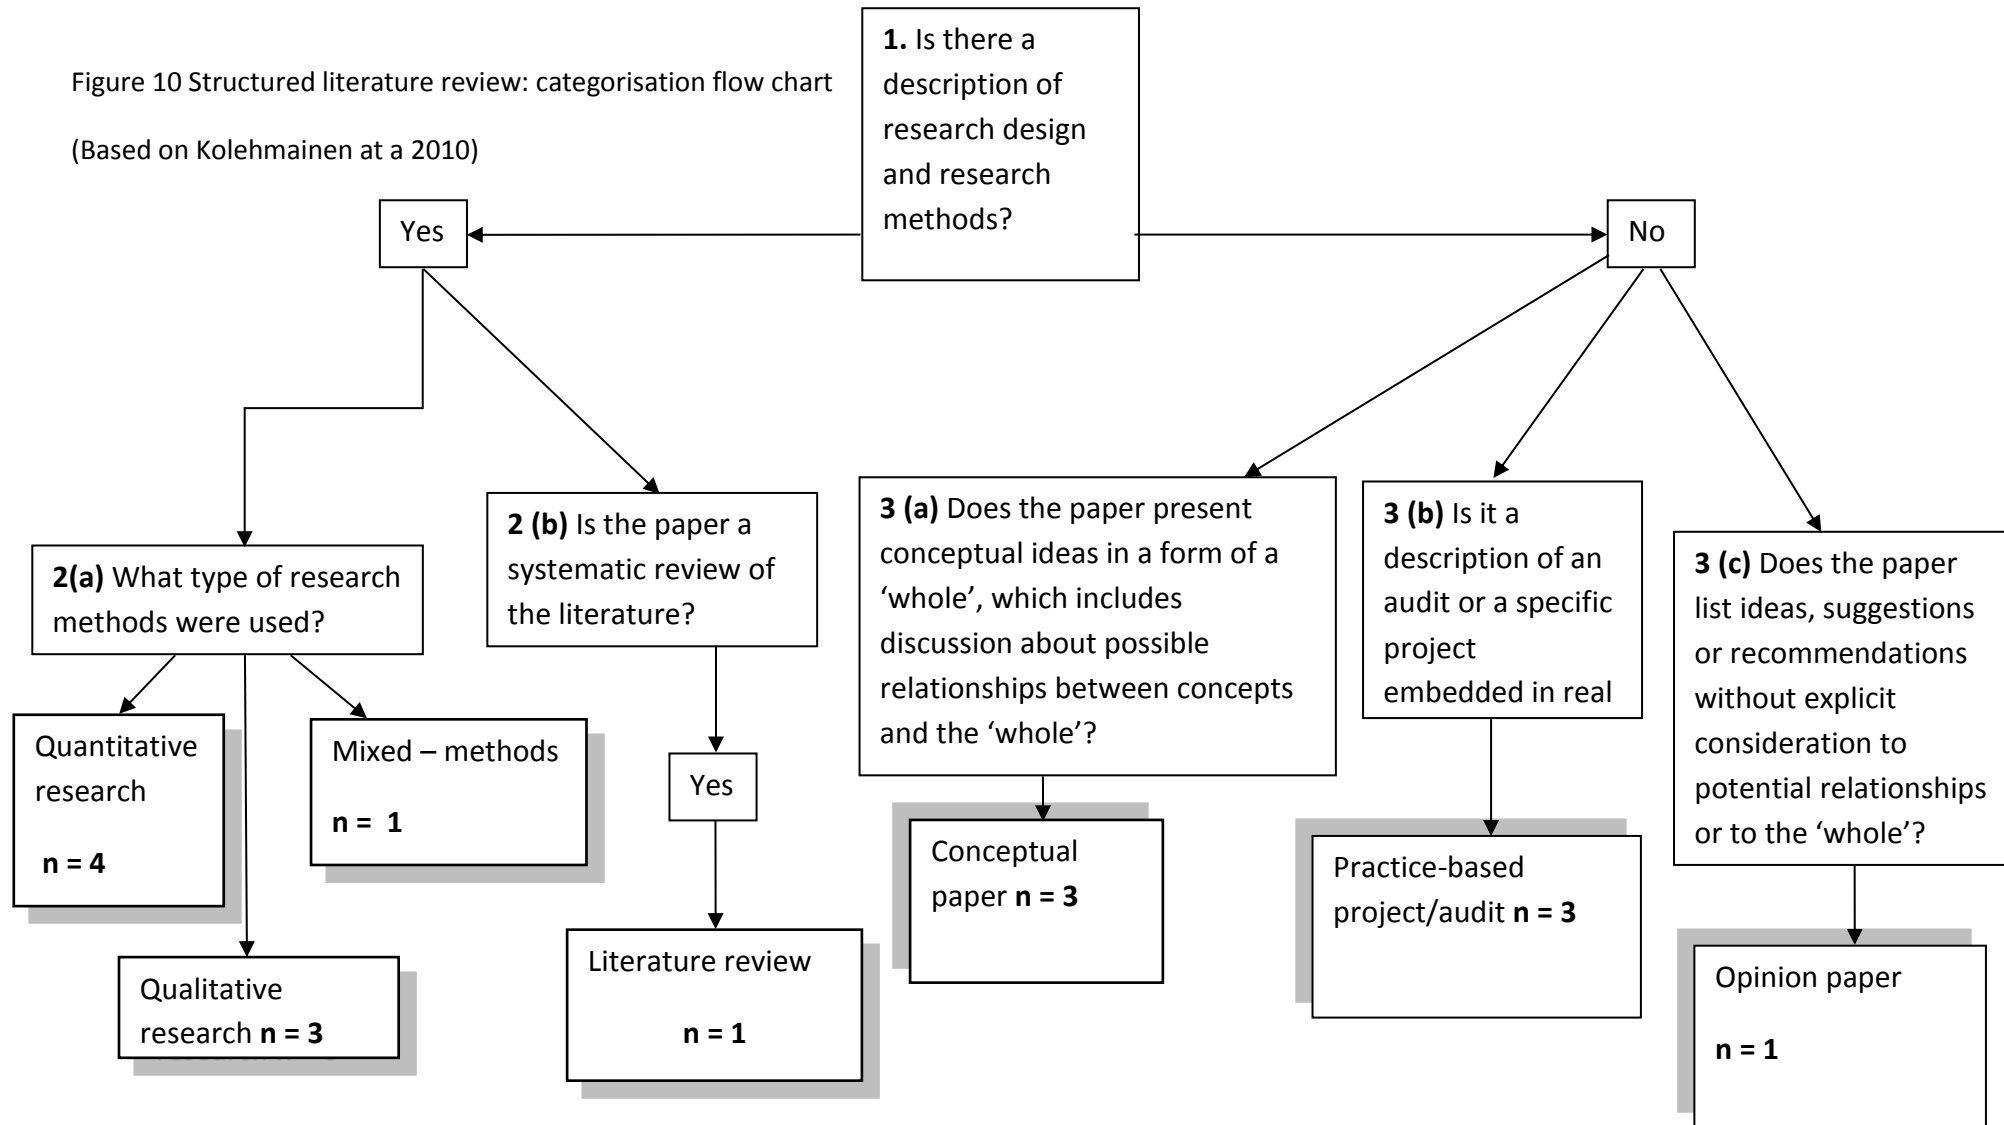 Figure 10 Structured literature review: categorisation flow chart
(Based on Kolehmainen at a 2010)
1. Is there a
description of
research design
and research
methods?
Yes
No
2(a) What type of research
methods were used?
2 (b) Is the paper a
systematic review of
the literature?
3 (a) Does the paper present
conceptual ideas in a form of a
‘whole’, which includes
discussion about possible
relationships between concepts
and the ‘whole’?
3 (b) Is it a
description of an
audit or a specific
project
embedded in real
3 (c) Does the paper
list ideas, suggestions
or recommendations
without explicit
consideration to
potential relationships
or to the ‘whole’?
Quantitative
research
n = 4
Mixed – methods
n = 1
Yes
Qualitative
research n = 3
Literature review
n = 1
Conceptual
paper n = 3
Practice-based
project/audit n = 3
Opinion paper
n = 1